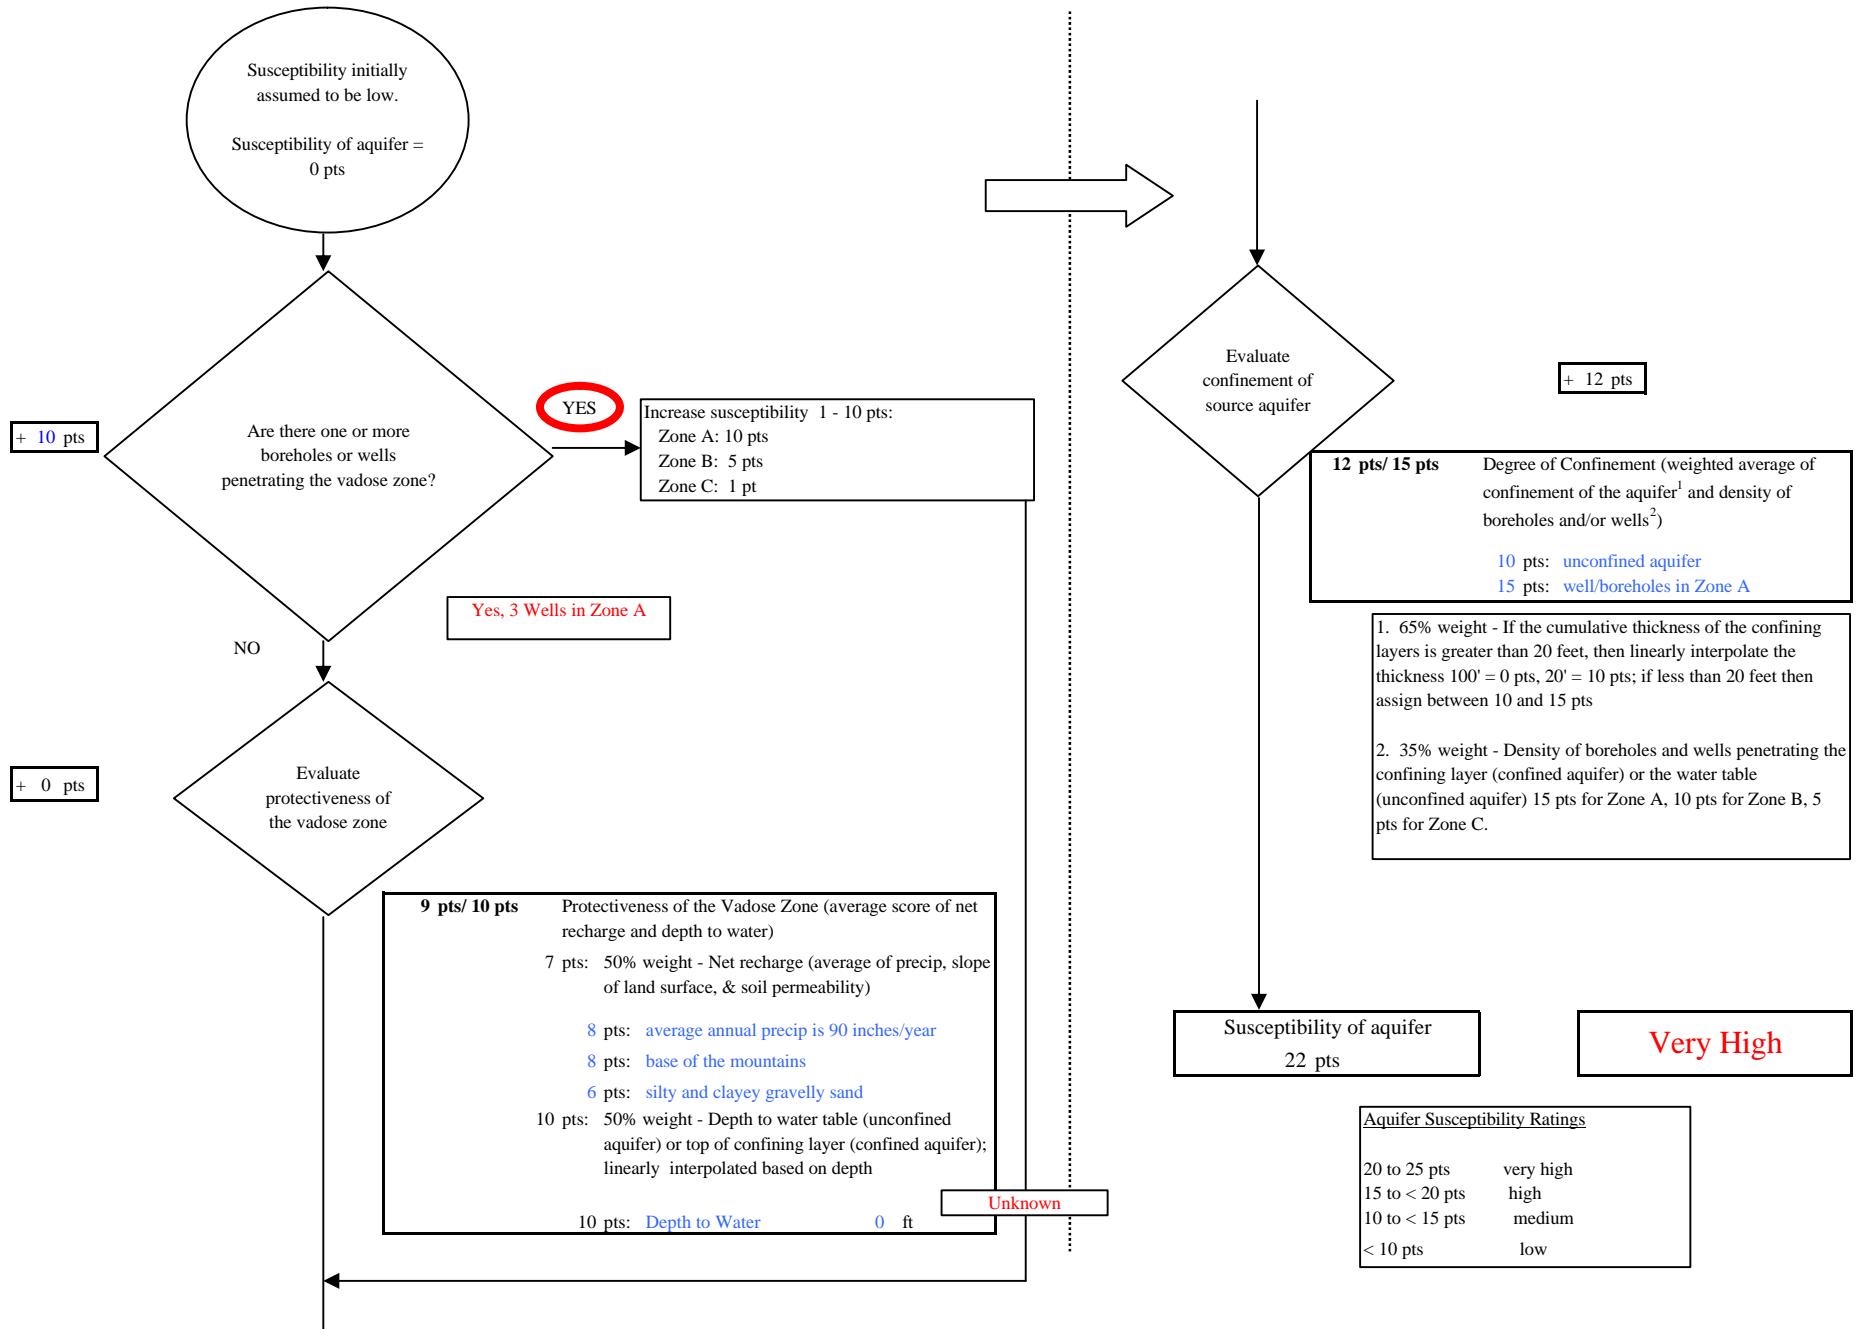 Susceptibility initially
assumed to be low.
Susceptibility of aquifer =
0 pts
+ 10 pts
Are there one or more
boreholes or wells
penetrating the vadose zone?
YES
Increase susceptibility 1 - 10 pts:
Zone A: 10 pts
Zone B: 5 pts
Zone C: 1 pt
Yes, 3 Wells in Zone A
NO
+ 0 pts
Evaluate
protectiveness of
the vadose zone
9 pts/ 10 pts Protectiveness of the Vadose Zone (average score of net
recharge and depth to water)
7 pts: 50% weight - Net recharge (average of precip, slope
of land surface, & soil permeability)
8 pts: average annual precip is 90 inches/year
8 pts: base of the mountains
6 pts: silty and clayey gravelly sand
10 pts: 50% weight - Depth to water table (unconfined
aquifer) or top of confining layer (confined aquifer);
linearly interpolated based on depth
Unknown
10 pts: Depth to Water 0 ft
Evaluate
confinement of
source aquifer
+ 12 pts
12 pts/ 15 pts Degree of Confinement (weighted average of
confinement of the aquifer1 and density of
boreholes and/or wells2)
10 pts: unconfined aquifer
15 pts: well/boreholes in Zone A
1. 65% weight - If the cumulative thickness of the confining
layers is greater than 20 feet, then linearly interpolate the
thickness 100' = 0 pts, 20' = 10 pts; if less than 20 feet then
assign between 10 and 15 pts
2. 35% weight - Density of boreholes and wells penetrating the
confining layer (confined aquifer) or the water table
(unconfined aquifer) 15 pts for Zone A, 10 pts for Zone B, 5
pts for Zone C.
Susceptibility of aquifer
22 pts
Very High
Aquifer Susceptibility Ratings
20 to 25 pts very high
15 to < 20 pts high
10 to < 15 pts medium
< 10 pts low